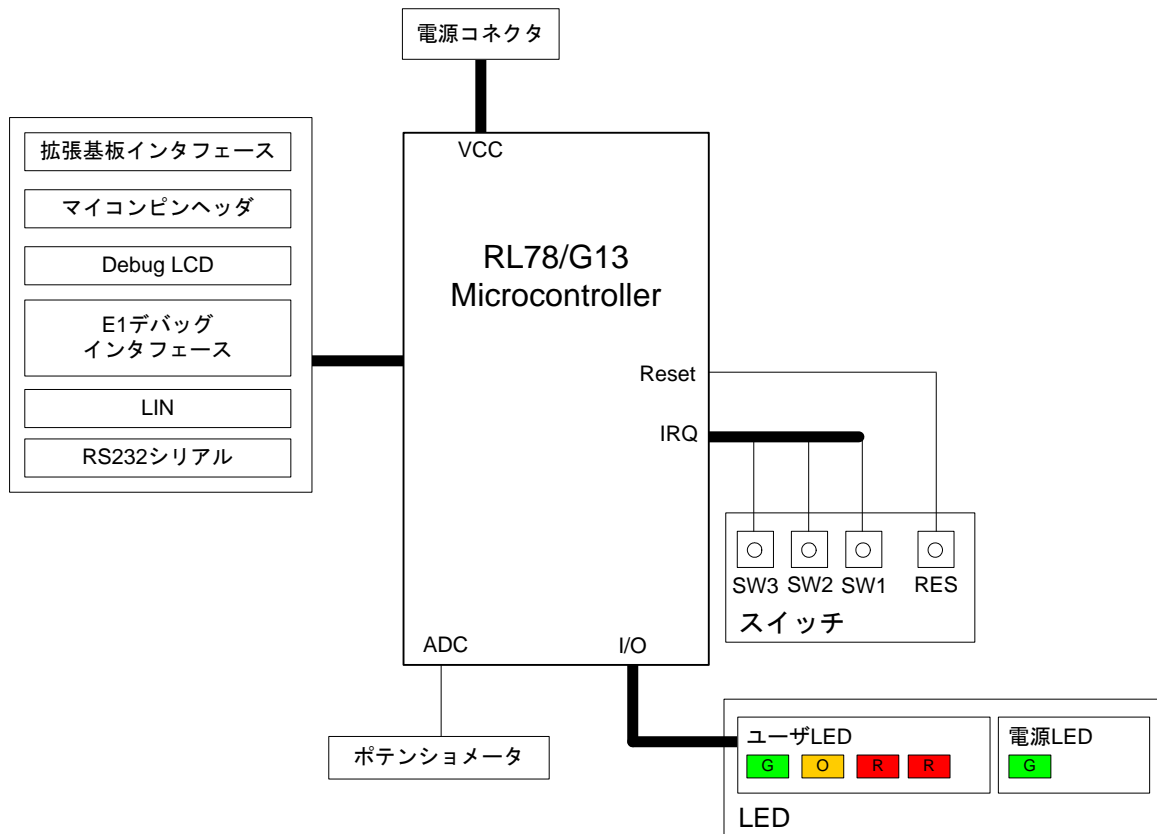 電源コネクタ
拡張基板インタフェース
マイコンピンヘッダ
Debug LCD
E1デバッグ
インタフェース
LIN
RS232シリアル
VCC
RL78/G13
Microcontroller
Reset
IRQ
ADC
I/O
SW3 SW2 SW1 RES
スイッチ
ポテンショメータ
ユーザLED
G O R R
電源LED
G
LED